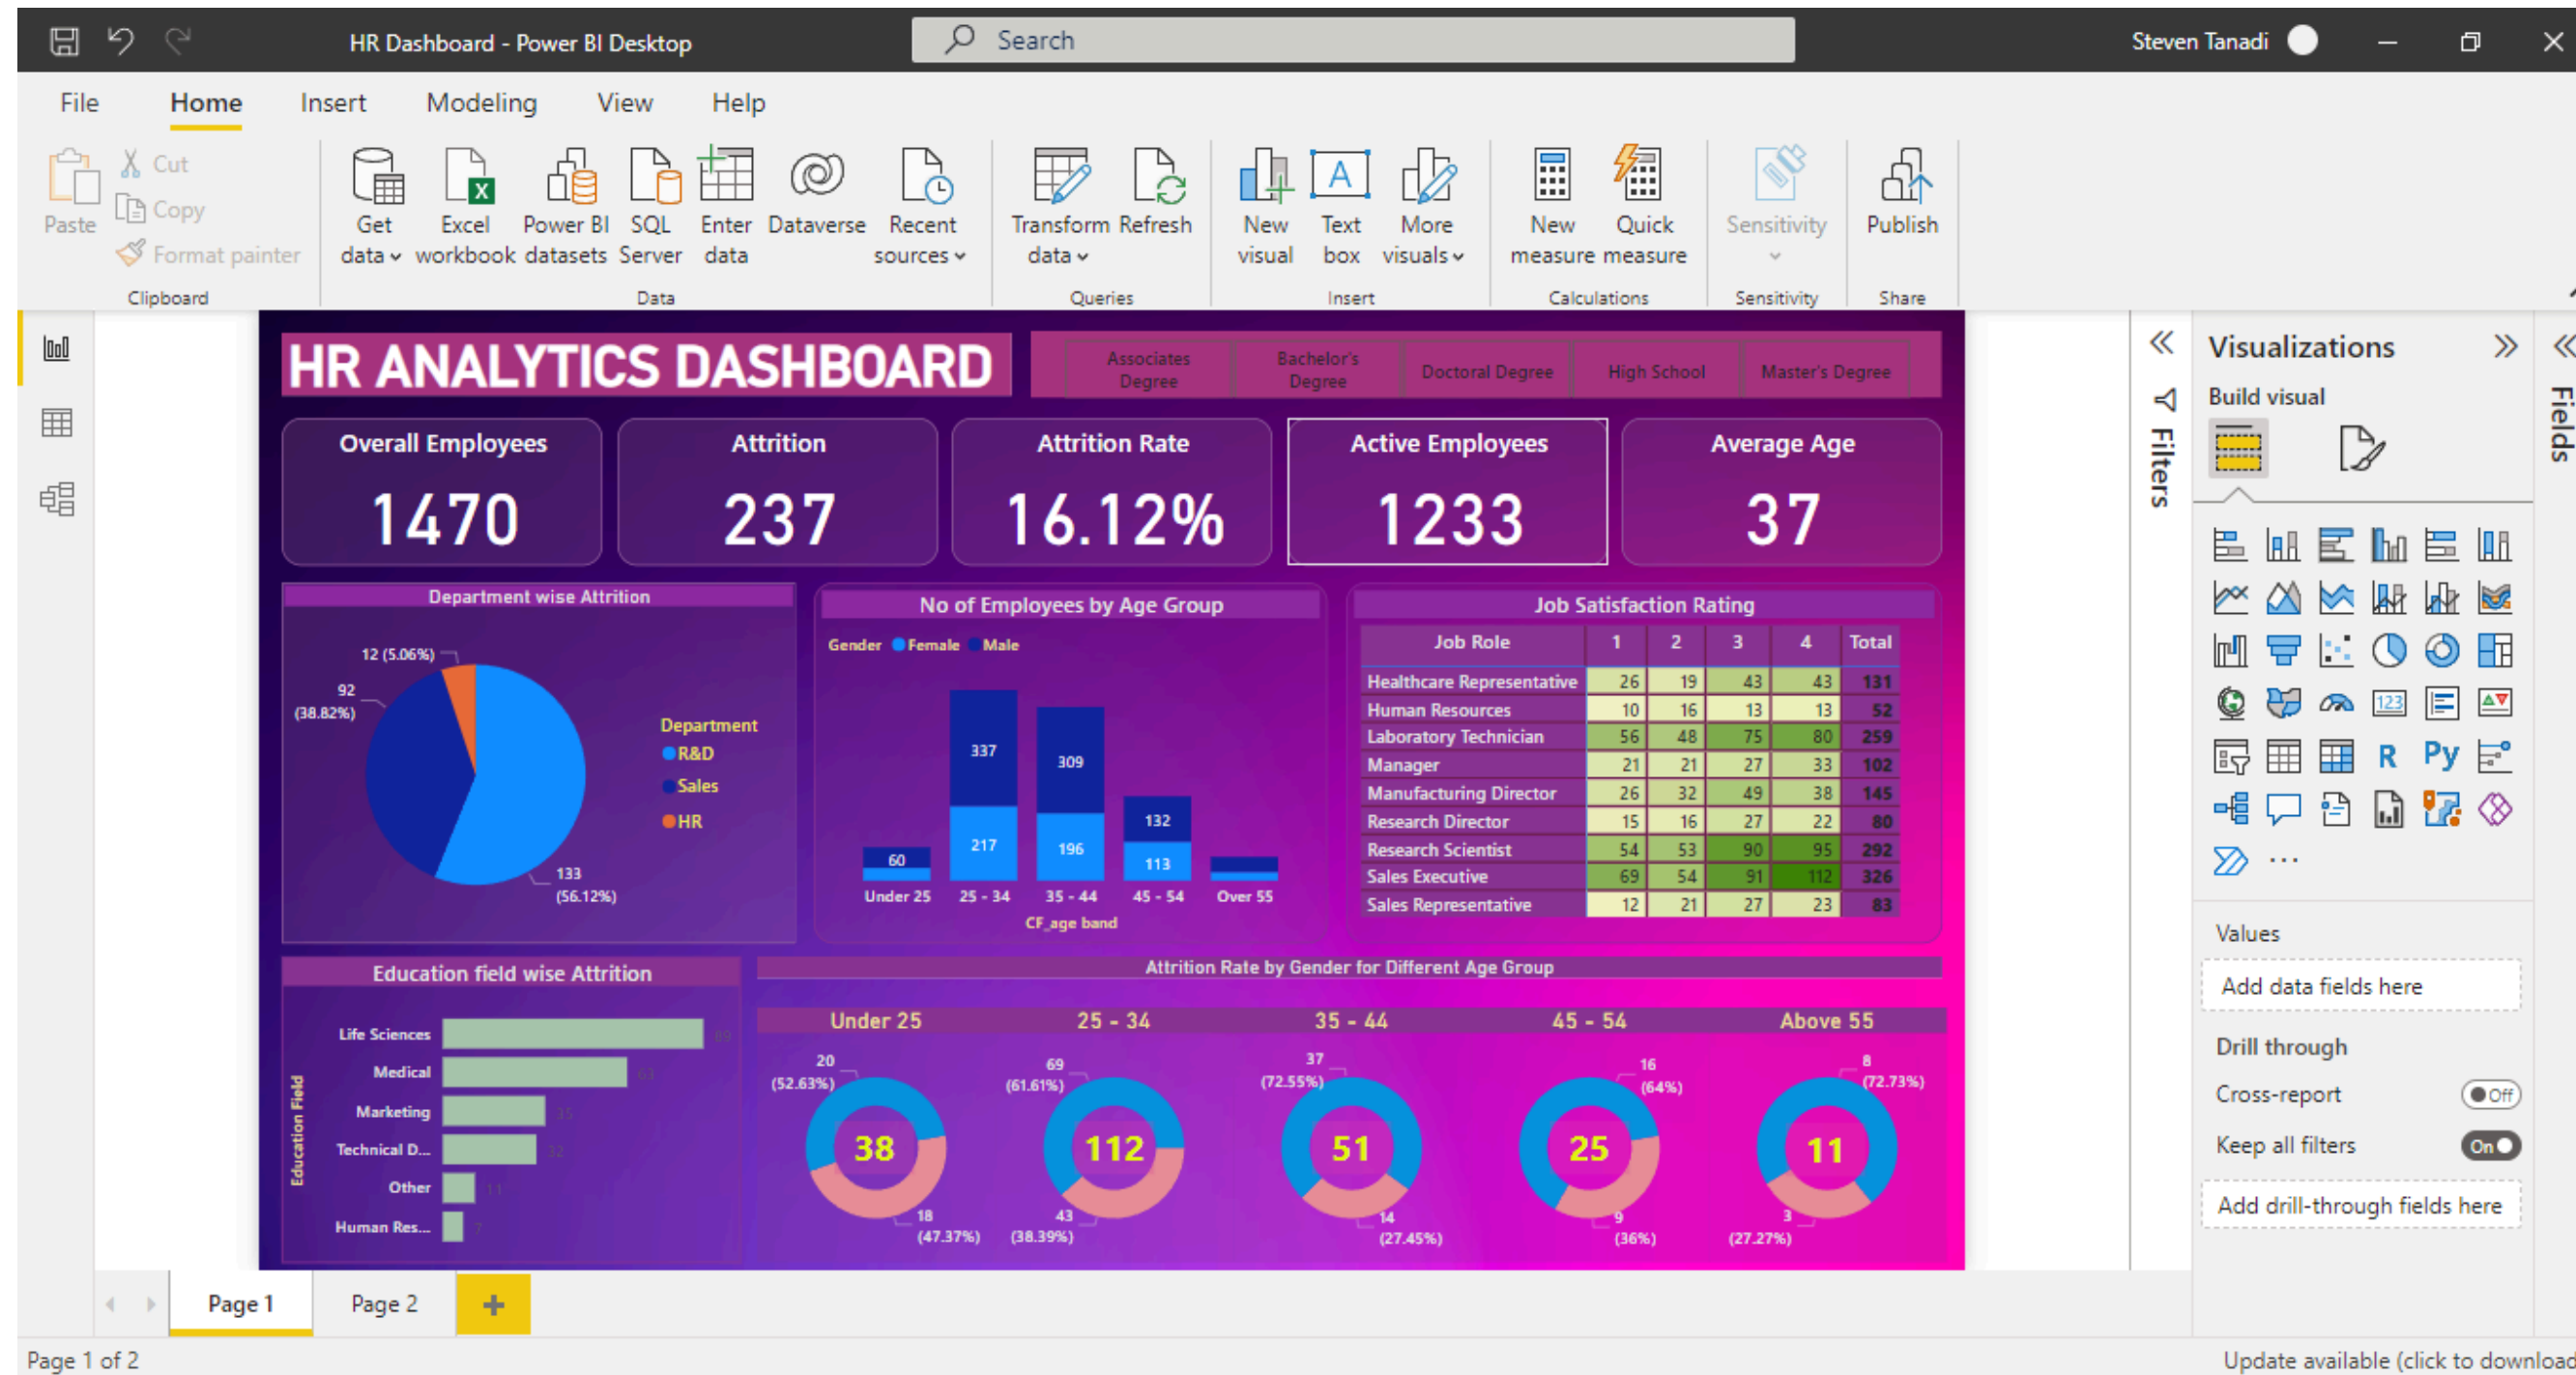 HR Dashboard - Power BI Desktop
Search
Steven Tanadi
File Home Insert Modeling View Help
Paste
Cut
Copy
Format painter
Clipboard
Get data
Excel workbook
Power BI datasets
SQL Server
Enter data
Dataverse
Recent sources
Data
Transform data
Refresh
Queries
New visual
Text box
More visuals
Insert
New measure
Quick measure
Calculations
Sensitivity
Sensitivity
Publish
Share
HR ANALYTICS DASHBOARD
Associates Degree
Bachelor's Degree
Doctoral Degree
High School
Master's Degree
Overall Employees
1470
Attrition
237
Attrition Rate
16.12%
Active Employees
1233
Average Age
37
Department wise Attrition
12 (5.06%)
92
(38.82%)
133
(56.12%)
Department
R&D
Sales
HR
No of Employees by Age Group
Gender Female Male
337
309
132
60
217
196
113
Under 25 25 - 34 35 - 44 45 - 54 Over 55
CF_age band
Job Satisfaction Rating
Job Role 1 2 3 4 Total
Healthcare Representative 26 19 43 43 131
Human Resources 10 16 13 13 52
Laboratory Technician 56 48 75 80 259
Manager 21 21 27 33 102
Manufacturing Director 26 32 49 38 145
Research Director 15 16 27 22 80
Research Scientist 54 53 90 95 292
Sales Executive 69 54 91 112 326
Sales Representative 12 21 27 23 83
Education field wise Attrition
Education Field
Life Sciences 89
Medical 63
Marketing 35
Technical D... 32
Other 11
Human Res... 7
Attrition Rate by Gender for Different Age Group
Under 25 25 - 34 35 - 44 45 - 54 Above 55
20
(52.63%)
38
18
(47.37%)
69
(61.61%)
112
43
(38.39%)
37
(72.55%)
51
14
(27.45%)
16
(64%)
25
9
(36%)
8
(72.73%)
11
3
(27.27%)
Filters
Visualizations
Build visual
123
R Py
...
Values
Add data fields here
Drill through
Cross-report Off
Keep all filters On
Add drill-through fields here
Fields
Page 1 Page 2
Page 1 of 2
Update available (click to download